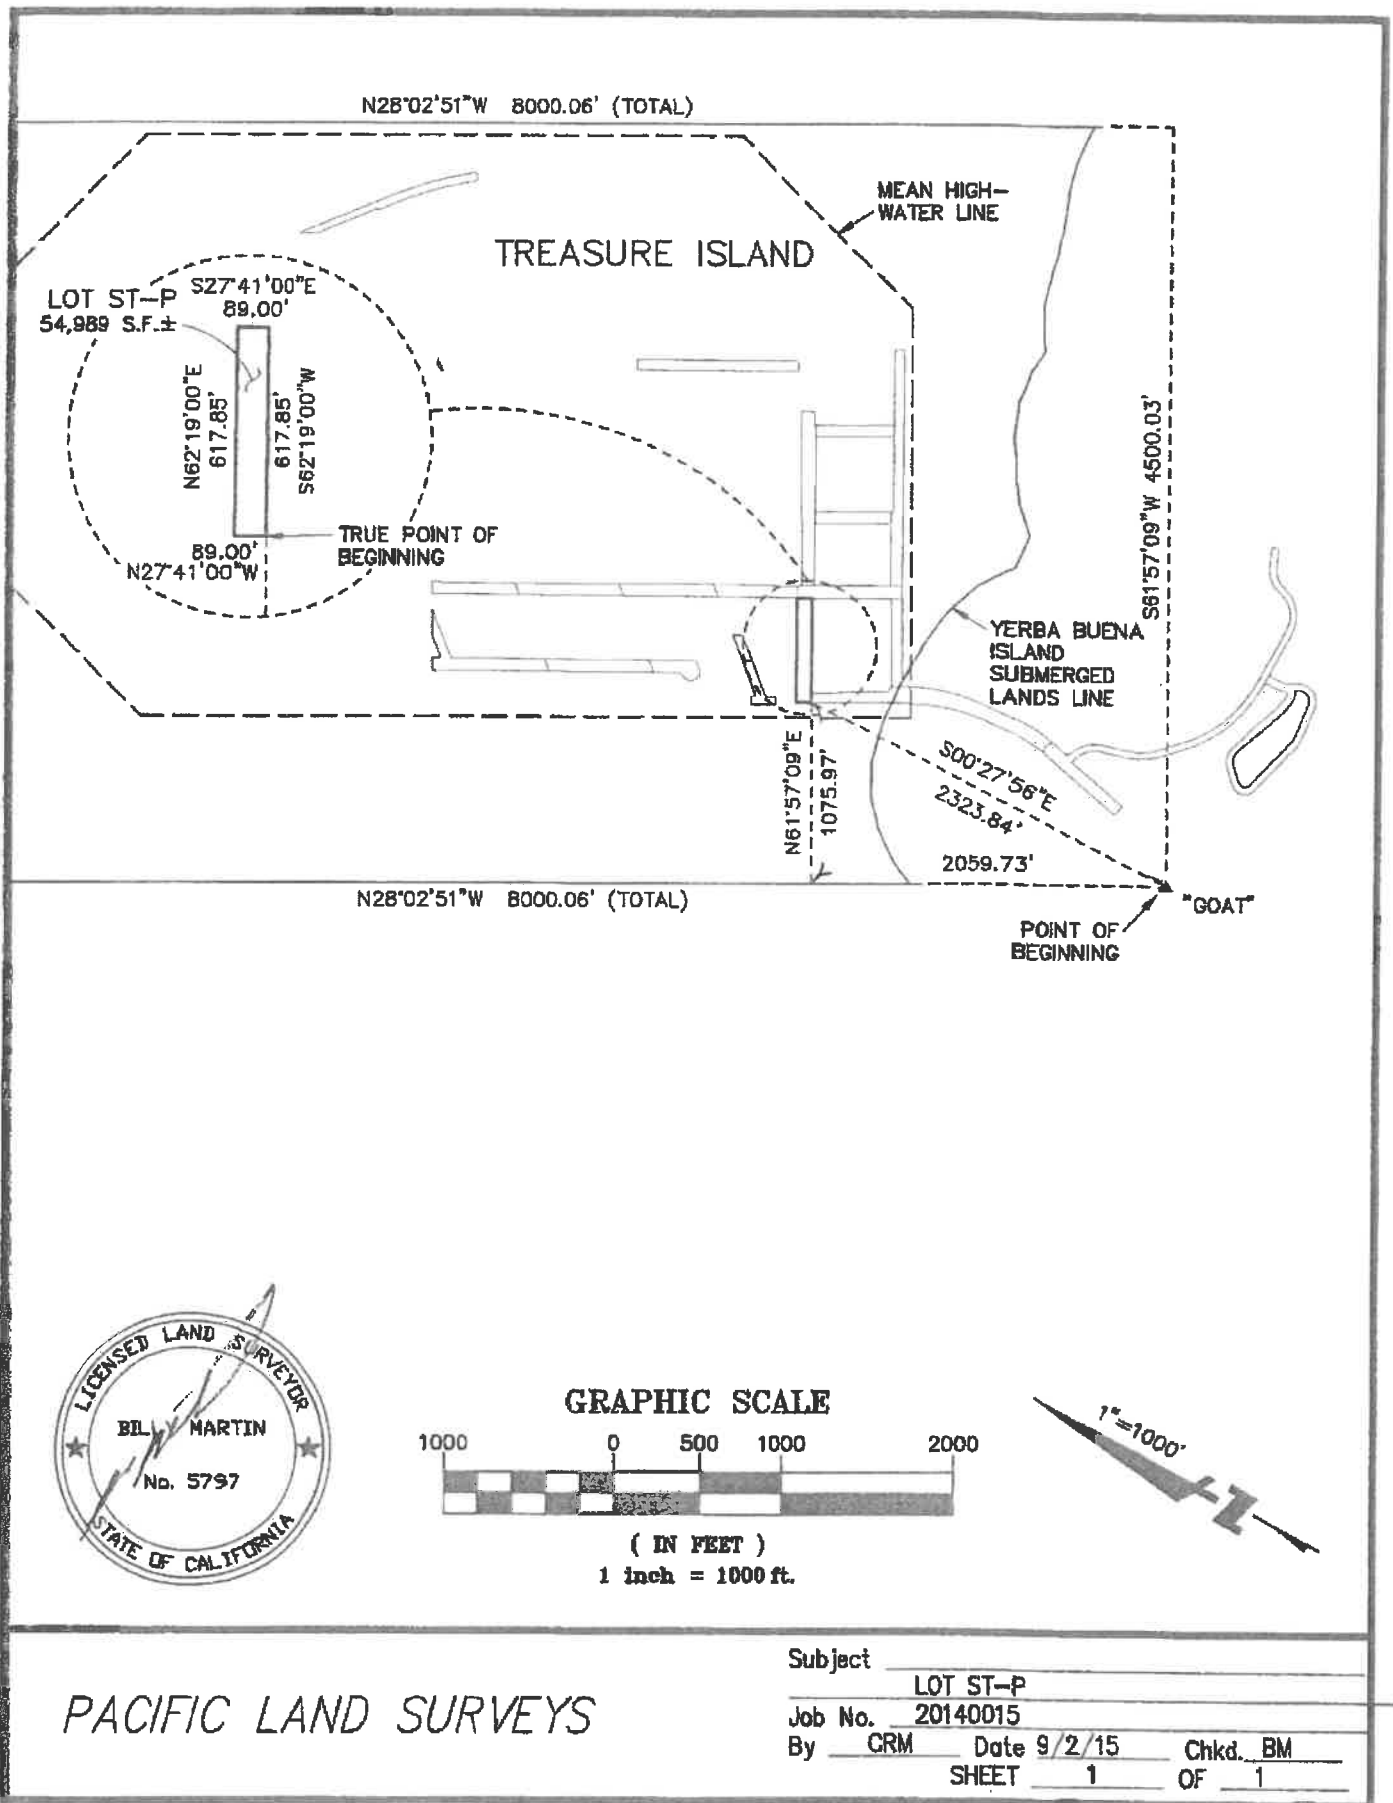 N28°02'51"W 8000.06' (TOTAL)
MEAN HIGH-
WATER LINE
TREASURE ISLAND
S27°41'00"E
89.00'
LOT ST-P
54,989 S.F.±
N62°19'00"E
617.85'
617.85'
S62°19'00"W
TRUE POINT OF
BEGINNING
89.00'
N27°41'00"W
S61°57'09"W 4500.03'
YERBA BUENA
ISLAND
SUBMERGED
LANDS LINE
N61°57'09"E
1075.97'
S00°27'56"E
2323.84'
2059.73'
N28°02'51"W 8000.06' (TOTAL)
"GOAT"
POINT OF
BEGINNING
LICENSED LAND SURVEYOR
BILL MARTIN
No. 5797
STATE OF CALIFORNIA
GRAPHIC SCALE
1000 0 500 1000 2000
( IN FEET )
1 inch = 1000 ft.
1"=1000'
N
PACIFIC LAND SURVEYS
Subject
LOT ST-P
Job No. 20140015
By CRM Date 9/2/15 Chkd. BM
SHEET 1 OF 1